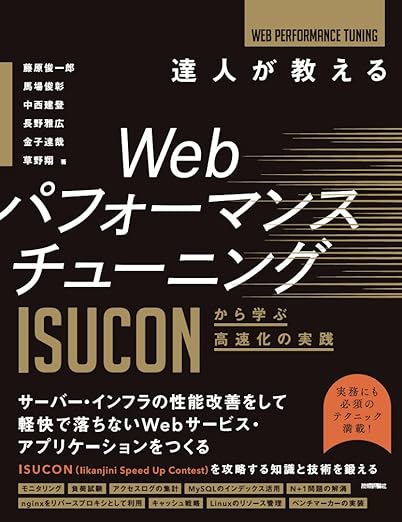 WEB PERFORMANCE TUNING
達人が教える
藤原俊一郎
馬場俊彰
中西建登
長野雅広
金子達哉
草野翔 著
Web
パフォーマンス
チューニング
ISUCON
から学ぶ
高速化の実践
サーバー・インフラの性能改善をして
軽快で落ちないWebサービス・
アプリケーションをつくる
実務にも
必須の
テクニック
満載！
ISUCON (Iikanjini Speed Up Contest) を攻略する知識と技術を鍛える
モニタリング 負荷試験 アクセスログの集計 MySQLのインデックス活用 N+1問題の解消
nginxをリバースプロキシとして利用 キャッシュ戦略 Linuxのリソース管理 ベンチマーカーの実装
技術評論社